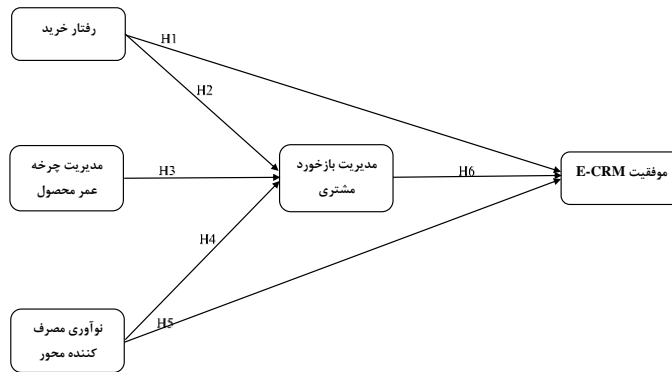 رفتار خرید
H1
H2
مدیریت چرخه
عمر محصول
H3
مدیریت بازخورد
مشتری
H6
موفقیت E-CRM
H4
نوآوری مصرف
کننده محور
H5